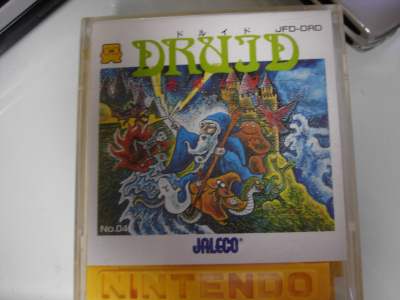 ドルイド
JFD-DRD
DRUID
No.04
JALECO®
NINTENDO